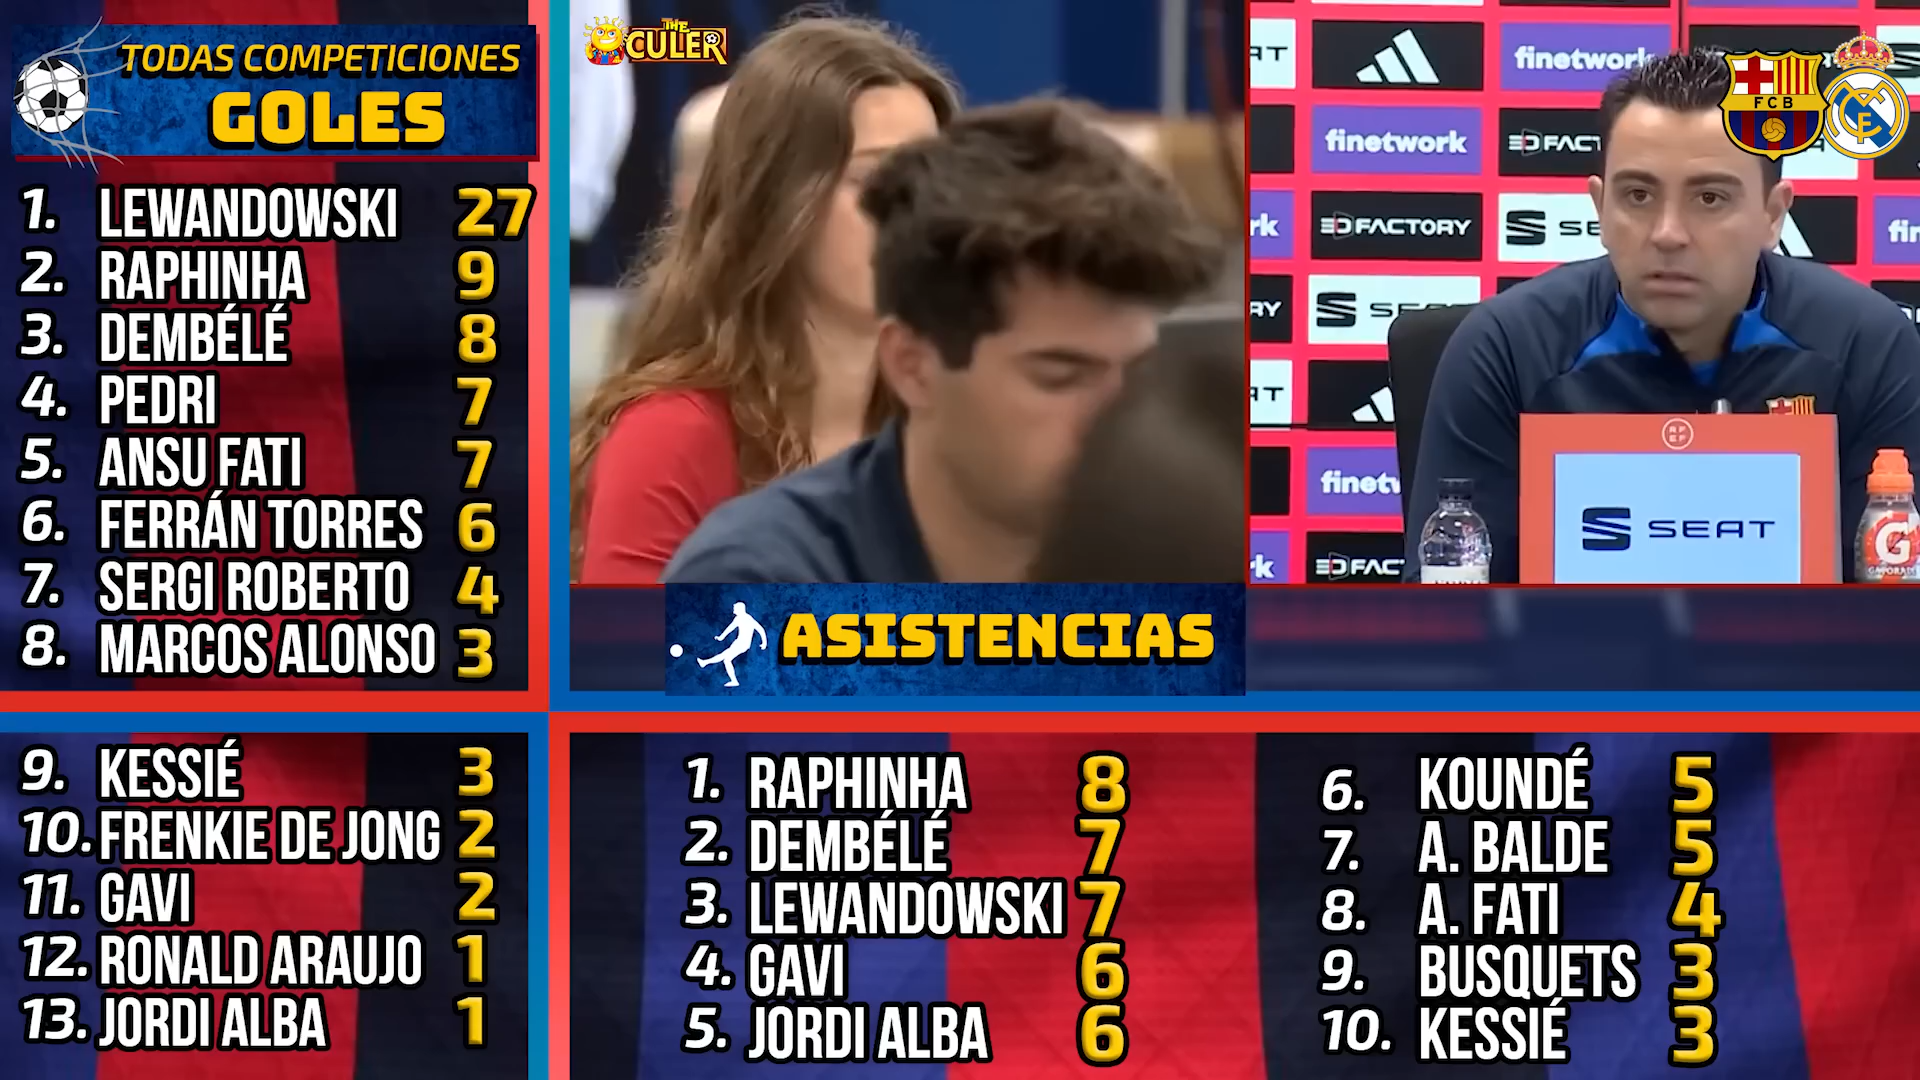 TODAS COMPETICIONES
GOLES
1. LEWANDOWSKI 27
2. RAPHINHA 9
3. DEMBÉLÉ 8
4. PEDRI 7
5. ANSU FATI 7
6. FERRÁN TORRES 6
7. SERGI ROBERTO 4
8. MARCOS ALONSO 3
9. KESSIÉ 3
10. FRENKIE DE JONG 2
11. GAVI 2
12. RONALD ARAUJO 1
13. JORDI ALBA 1
THE
CULER
finetwork
FCB
finetwork
FACTORY
SEAT
RFEF
SEAT
G
ASISTENCIAS
1. RAPHINHA 8
2. DEMBÉLÉ 7
3. LEWANDOWSKI 7
4. GAVI 6
5. JORDI ALBA 6
6. KOUNDÉ 5
7. A. BALDE 5
8. A. FATI 4
9. BUSQUETS 3
10. KESSIÉ 3